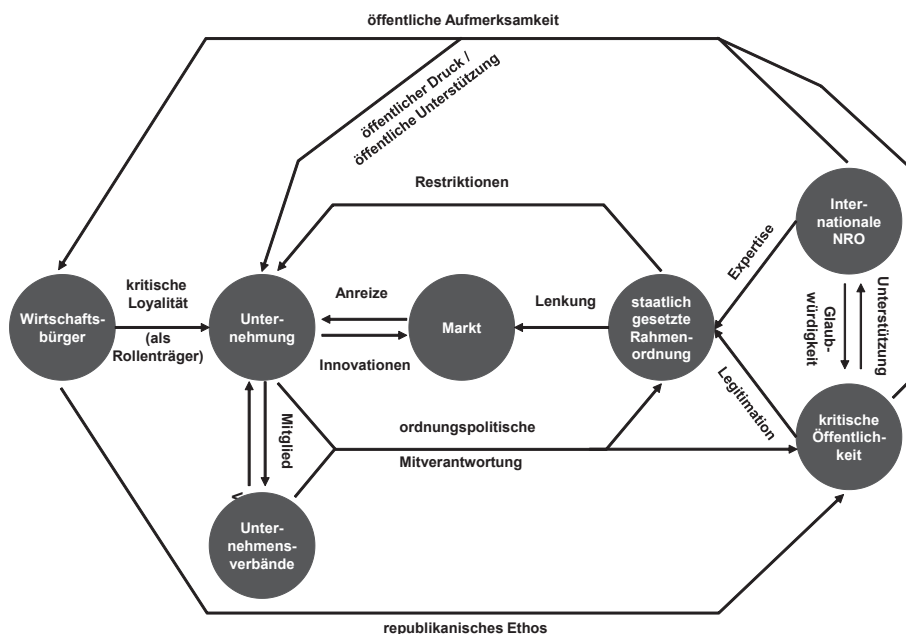 öffentliche Aufmerksamkeit
öffentlicher Druck /
öffentliche Unterstützung
Restriktionen
Inter-
nationale
NRO
Expertise
kritische
Loyalität
(als
Rollenträger)
Wirtschafts-
bürger
Unter-
nehmung
Anreize
Innovationen
Markt
Lenkung
staatlich
gesetzte
Rahmen-
ordnung
Glaub-
würdigkeit
Unterstützung
Legitimation
Mitglied
ordnungspolitische
Mitverantwortung
kritische
Öffentlich-
keit
Unter-
nehmens-
verbände
republikanisches Ethos